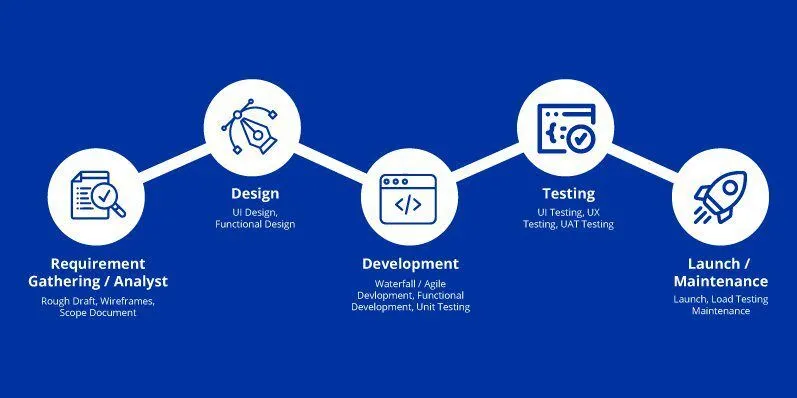 Requirement
Gathering / Analyst
Rough Draft, Wireframes,
Scope Document
Design
UI Design,
Functional Design
</>
Development
Waterfall / Agile
Devlopment, Functional
Development, Unit Testing
Testing
UI Testing, UX
Testing, UAT Testing
Launch /
Maintenance
Launch, Load Testing
Maintenance